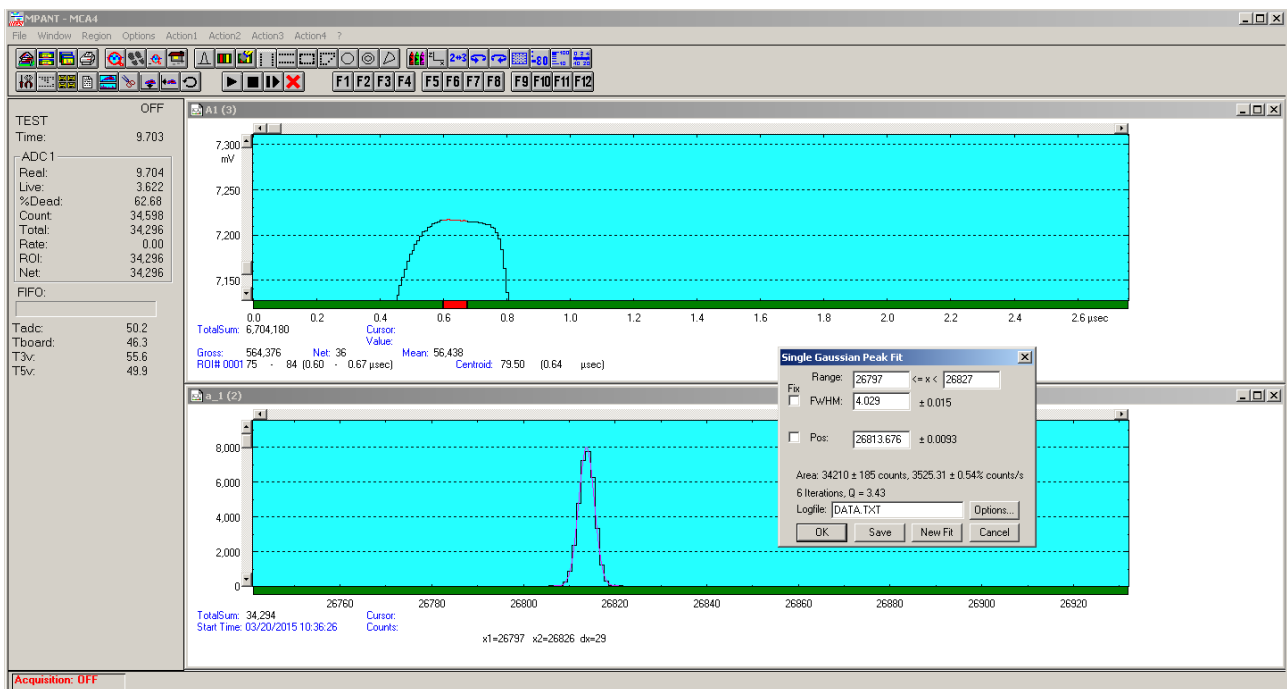 MPANT - MCA4
File Window Region Options Action1 Action2 Action3 Action4 ?
F1 F2 F3 F4 F5 F6 F7 F8 F9 F10 F11 F12
OFF
TEST
Time: 9.703
ADC1
Real: 9.704
Live: 3.622
%Dead: 62.68
Count: 34,598
Total: 34,296
Rate: 0.00
ROI: 34,296
Net: 34,296
FIFO:
Tadc: 50.2
Tboard: 46.3
T3v: 55.6
T5v: 49.9
A1 (3)
7,300
mV
7,250
7,200
7,150
0.0 0.2 0.4 0.6 0.8 1.0 1.2 1.4 1.6 1.8 2.0 2.2 2.4 2.6 µsec
TotalSum: 6,704,180 Cursor:
Value:
Gross: 564,376 Net: 36 Mean: 56,438
ROI# 0001 75 - 84 (0.60 - 0.67 µsec) Centroid: 79.50 (0.64 µsec)
Single Gaussian Peak Fit
Range: 26797 <= x < 26827
Fix
FWHM: 4.029 ± 0.015
Pos: 26813.676 ± 0.0093
Area: 34210 ± 185 counts, 3525.31 ± 0.54% counts/s
6 Iterations, Q = 3.43
Logfile: DATA.TXT Options...
OK Save New Fit Cancel
a_1 (2)
8,000
6,000
4,000
2,000
0
26760 26780 26800 26820 26840 26860 26880 26900 26920
TotalSum: 34,294 Cursor:
Start Time: 03/20/2015 10:36:26 Counts:
x1=26797 x2=26826 dx=29
Acquisition: OFF